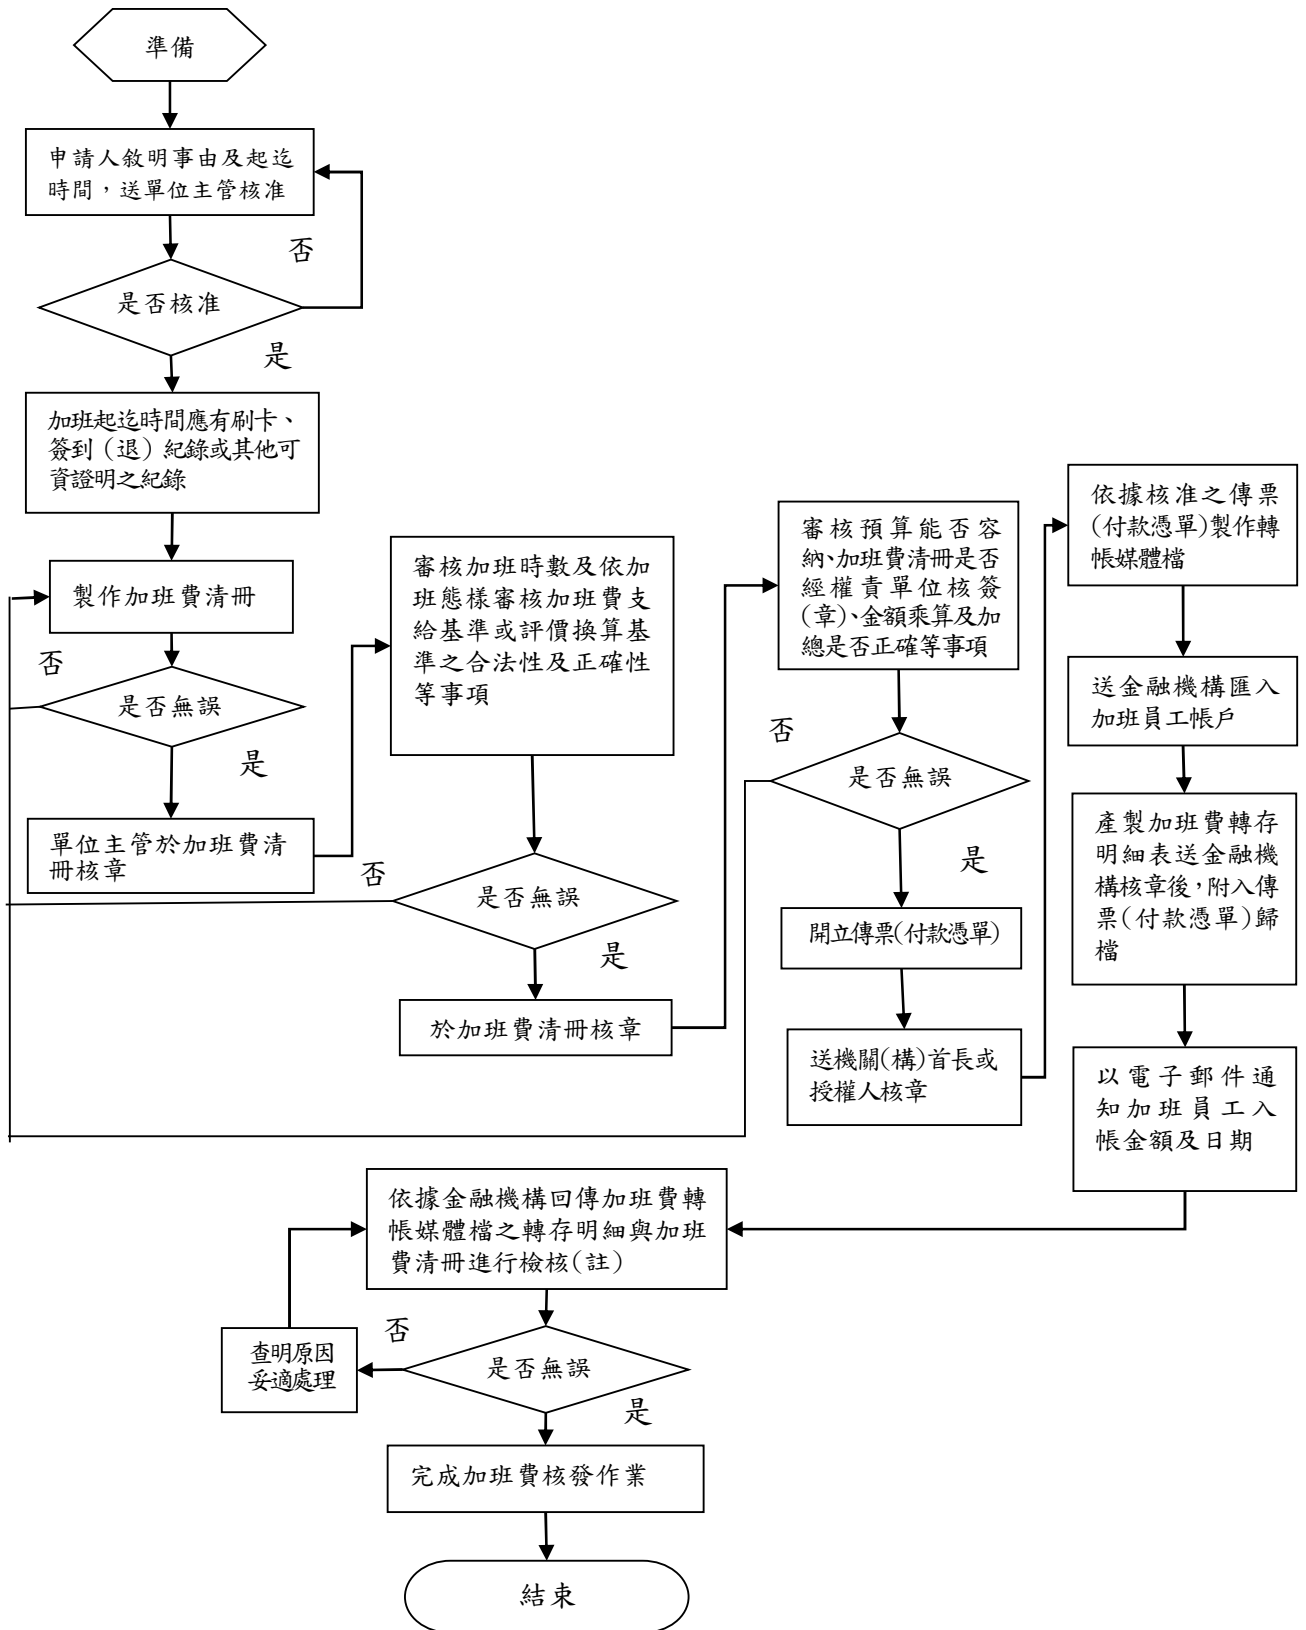 準備
申請人敘明事由及起迄
時間，送單位主管核准
否
是否核准
是
加班起迄時間應有刷卡、
簽到（退）紀錄或其他可
資證明之紀錄
製作加班費清冊
否
是否無誤
是
單位主管於加班費清
冊核章
審核加班時數及依加
班態樣審核加班費支
給基準或評價換算基
準之合法性及正確性
等事項
否
是否無誤
是
於加班費清冊核章
審核預算能否容
納、加班費清冊是否
經權責單位核簽
(章)、金額乘算及加
總是否正確等事項
否
是否無誤
是
開立傳票(付款憑單)
送機關(構)首長或
授權人核章
依據核准之傳票
(付款憑單)製作轉
帳媒體檔
送金融機構匯入
加班員工帳戶
產製加班費轉存
明細表送金融機
構核章後，附入傳
票(付款憑單)歸
檔
以電子郵件通
知加班員工入
帳金額及日期
依據金融機構回傳加班費轉
帳媒體檔之轉存明細與加班
費清冊進行檢核(註)
否
查明原因
妥適處理
是否無誤
是
完成加班費核發作業
結束